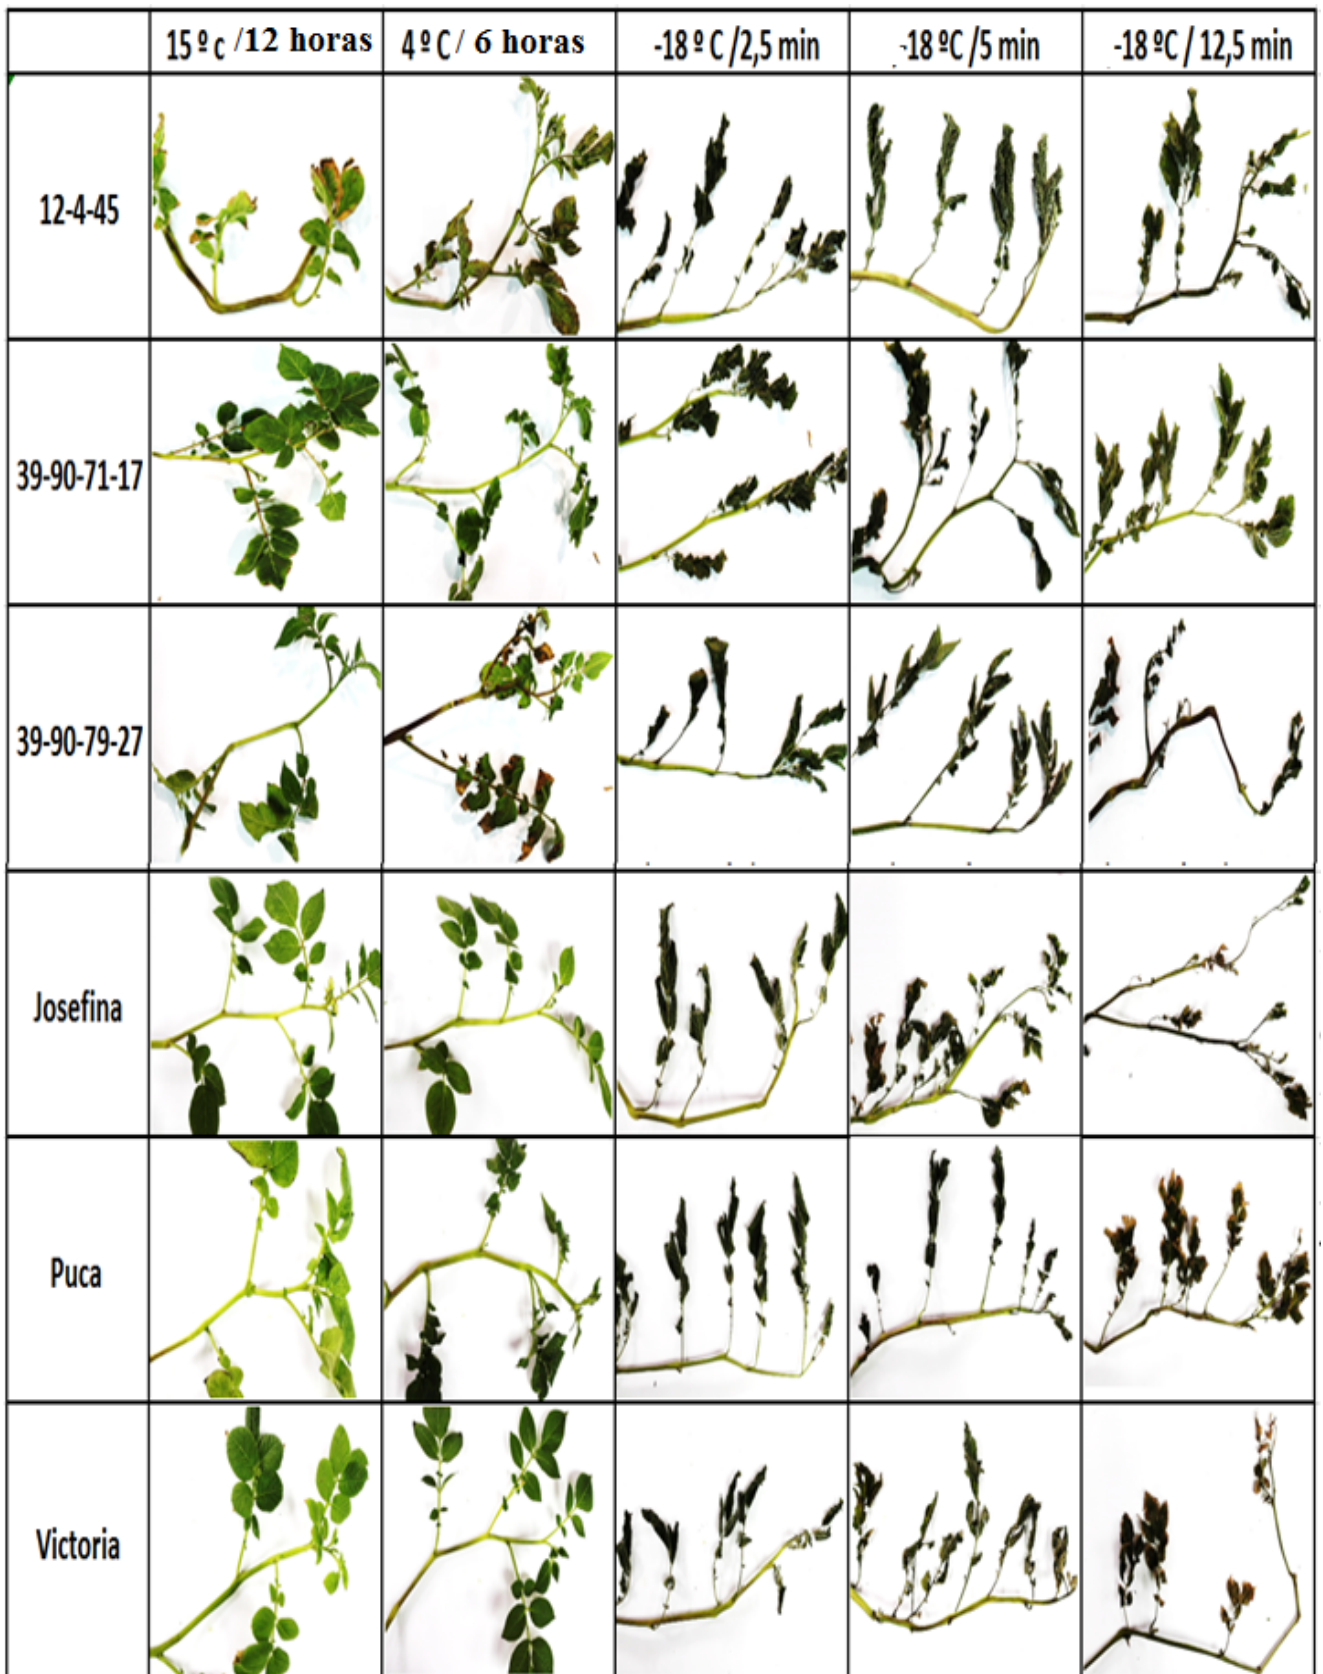 15 º c /12 horas 4 º C / 6 horas -18 º C /2,5 min -18 ºC /5 min -18 ºC / 12,5 min
12-4-45
39-90-71-17
39-90-79-27
Josefina
Puca
Victoria